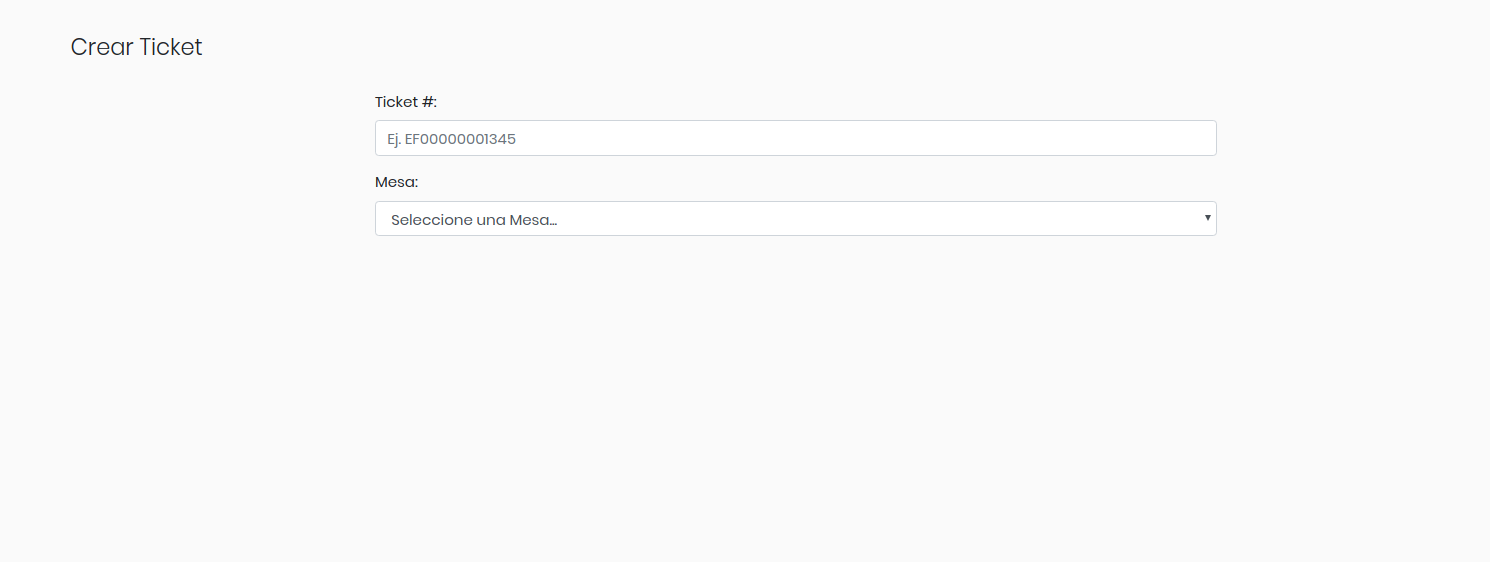 Crear Ticket
Ticket #:
Ej. EF00000001345
Mesa:
Seleccione una Mesa...